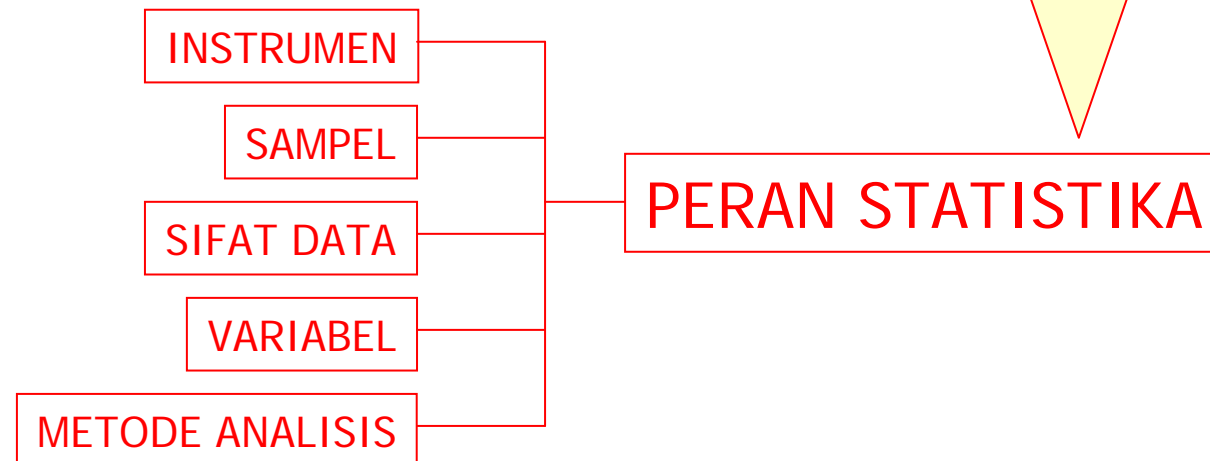 INSTRUMEN
SAMPEL
SIFAT DATA
VARIABEL
METODE ANALISIS
PERAN STATISTIKA